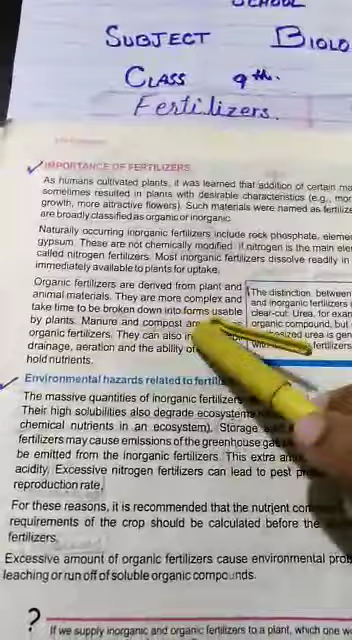 SCHOOL
SUBJECT BIOLO
CLASS 9th.
Fertilizers.
IMPORTANCE OF FERTILIZERS
As humans cultivated plants, it was learned that addition of certain ma
sometimes resulted in plants with desirable characteristics (e.g., mor
growth, more attractive flowers). Such materials were named as fertilize
are broadly classified as organic or inorganic.
Naturally occurring inorganic fertilizers include rock phosphate, eleme
gypsum. These are not chemically modified. If nitrogen is the main ele
called nitrogen fertilizers. Most inorganic fertilizers dissolve readily in
immediately available to plants for uptake.
Organic fertilizers are derived from plant and
animal materials. They are more complex and
take time to be broken down into forms usable
by plants. Manure and compost are
organic fertilizers. They can also in
drainage, aeration and the ability of
hold nutrients.
The distinction between
and inorganic fertilizers
clear-cut. Urea, for exam
organic compound, but
sized urea is gen
with fertilizers
Environmental hazards related to fertili
The massive quantities of inorganic fertilizers
Their high solubilities also degrade ecosystems
chemical nutrients in an ecosystem). Storage
fertilizers may cause emissions of the greenhouse gas
be emitted from the inorganic fertilizers. This extra
acidity. Excessive nitrogen fertilizers can lead to pest
reproduction rate.
For these reasons, it is recommended that the nutrient con
requirements of the crop should be calculated before the
fertilizers.
Excessive amount of organic fertilizers cause environmental prob
leaching or run off of soluble organic compounds.
?
If we supply inorganic and organic fertilizers to a plant, which one w